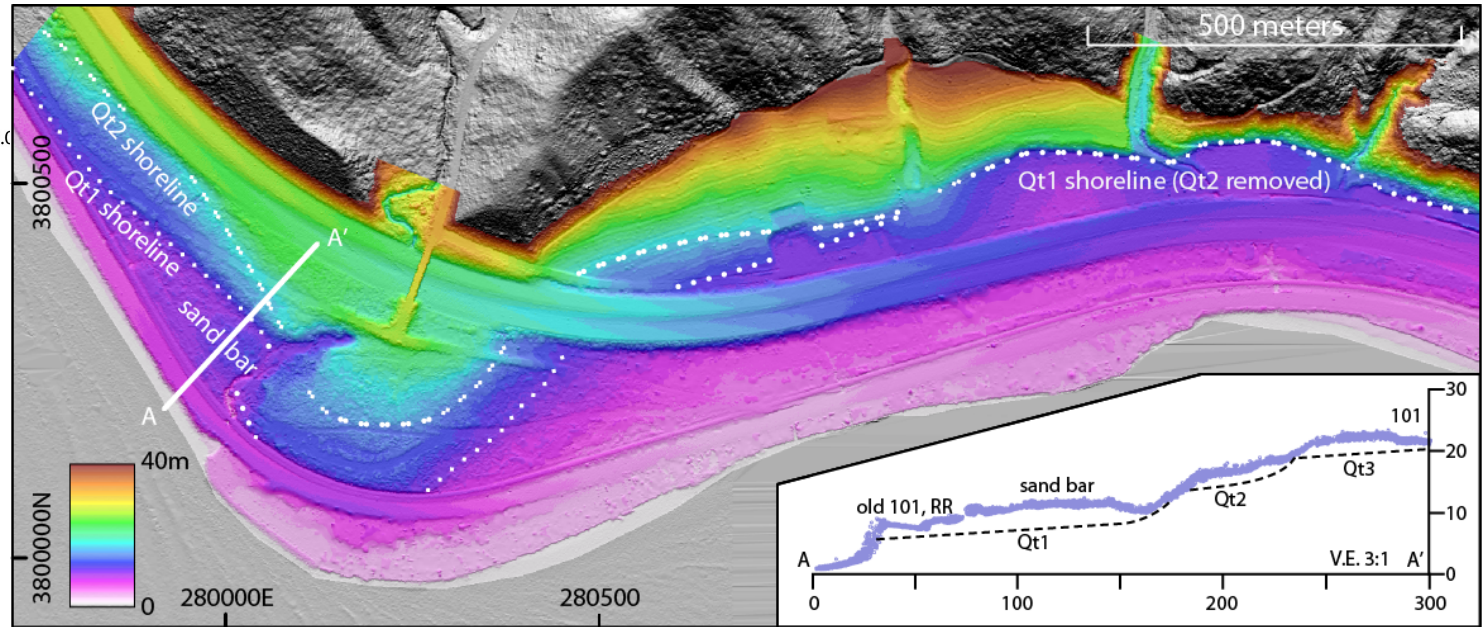 500 meters
Qt2 shoreline
Qt1 shoreline
Qt1 shoreline (Qt2 removed)
3800500
A'
sand bar
A
40m
0
3800000N
280000E
280500
30
101
20
Qt3
sand bar
Qt2
old 101, RR
10
Qt1
A
V.E. 3:1 A'
0
0 100 200 300